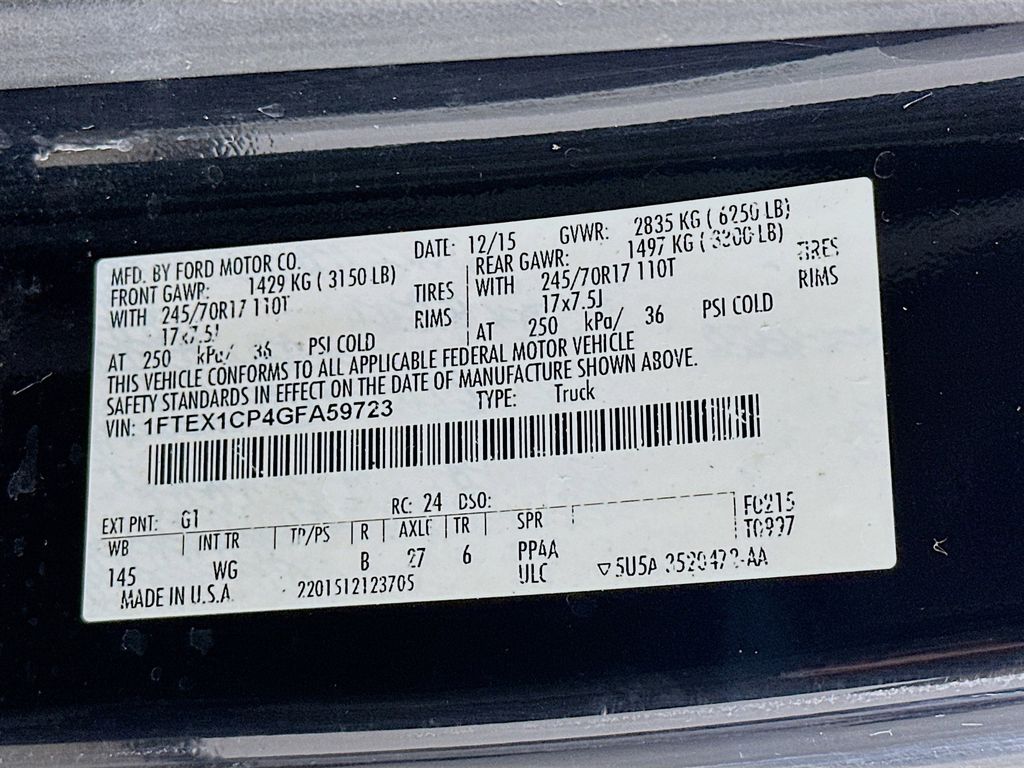 MFD. BY FORD MOTOR CO. DATE: 12/15 GVWR: 2835 KG ( 6250 LB)
FRONT GAWR: 1429 KG ( 3150 LB) REAR GAWR: 1497 KG ( 3300 LB)
WITH 245/70R17 110T TIRES WITH 245/70R17 110T TIRES
17x7.5J RIMS 17x7.5J RIMS
AT 250 kPa/ 36 PSI COLD AT 250 kPa/ 36 PSI COLD
THIS VEHICLE CONFORMS TO ALL APPLICABLE FEDERAL MOTOR VEHICLE
SAFETY STANDARDS IN EFFECT ON THE DATE OF MANUFACTURE SHOWN ABOVE.
VIN: 1FTEX1CP4GFA59723 TYPE: Truck
EXT PNT: G1 RC: 24 DSO: F0215
WB INT TR TP/PS R AXLE TR SPR
145 WG B 27 6 PP4A
MADE IN U.S.A. 2201512123705 ULC